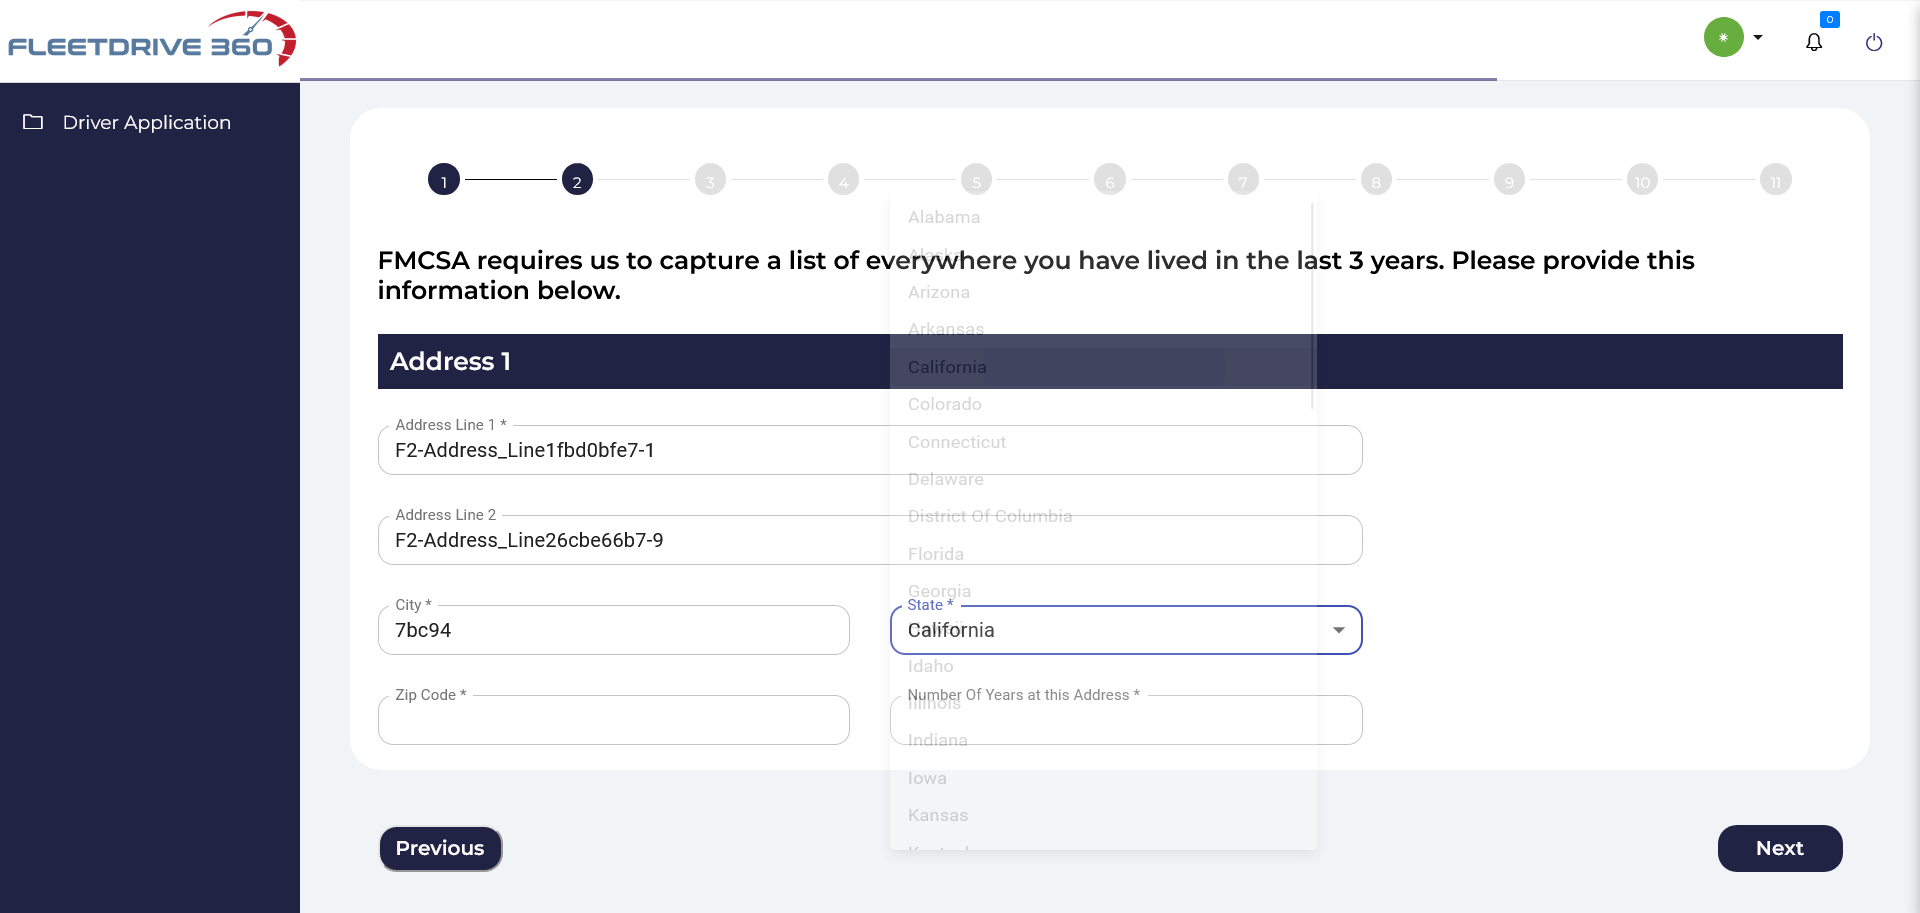 FLEETDRIVE 360
0
Driver Application
1 2 3 4 5 6 7 8 9 10 11
FMCSA requires us to capture a list of everywhere you have lived in the last 3 years. Please provide this
information below.
Address 1
Address Line 1 *
F2-Address_Line1fbd0bfe7-1
Address Line 2
F2-Address_Line26cbe66b7-9
City *
7bc94
State *
California
Zip Code *
Number Of Years at this Address *
Alabama
Alaska
Arizona
Arkansas
California
Colorado
Connecticut
Delaware
District Of Columbia
Florida
Georgia
Hawaii
Idaho
Illinois
Indiana
Iowa
Kansas
Previous
Next